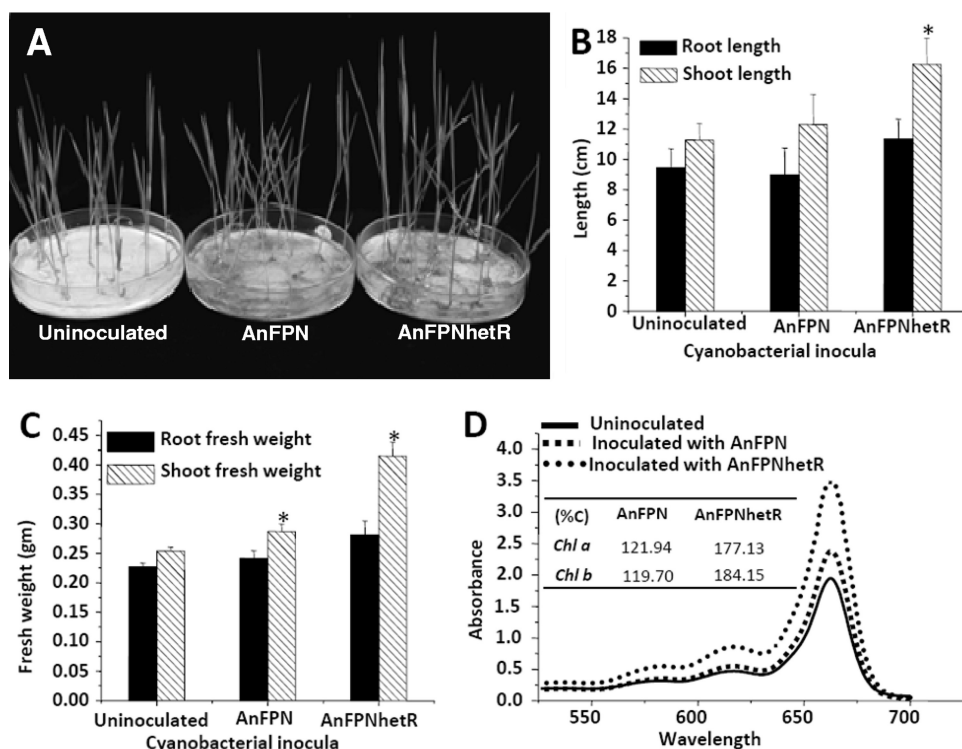 A
Uninoculated
AnFPN
AnFPNhetR
B
Root length
Shoot length
*
18
16
14
12
10
8
6
4
2
0
Length (cm)
Uninoculated
AnFPN
AnFPNhetR
Cyanobacterial inocula
C
Root fresh weight
Shoot fresh weight
*
*
0.45
0.40
0.35
0.30
0.25
0.20
0.15
0.10
0.05
0.00
Fresh weight (gm)
Uninoculated
AnFPN
AnFPNhetR
Cyanobacterial inocula
D
Uninoculated
Inoculated with AnFPN
Inoculated with AnFPNhetR
(%C) AnFPN AnFPNhetR
Chl a 121.94 177.13
Chl b 119.70 184.15
4.0
3.5
3.0
2.5
2.0
1.5
1.0
0.5
0.0
Absorbance
550 600 650 700
Wavelength